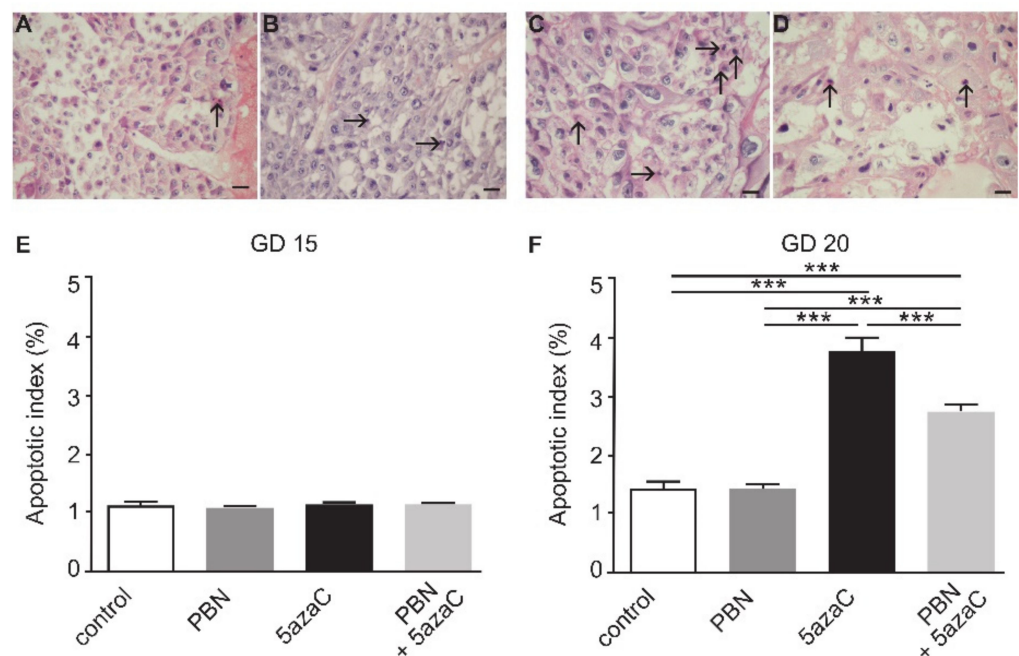 A
B
C
D
E
GD 15
Apoptotic index (%)
5
4
3
2
1
0
control
PBN
5azaC
PBN
+ 5azaC
F
GD 20
Apoptotic index (%)
5
4
3
2
1
0
***
***
***
***
***
control
PBN
5azaC
PBN
+ 5azaC